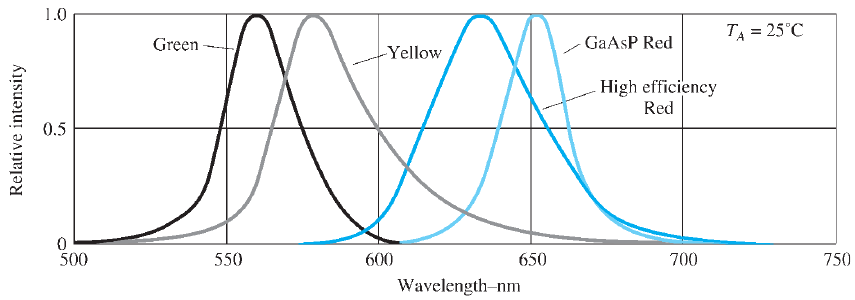 1.0
T_A = 25°C
Green
Yellow
GaAsP Red
High efficiency
Red
Relative intensity
0.5
0
500
550
600
650
700
750
Wavelength–nm